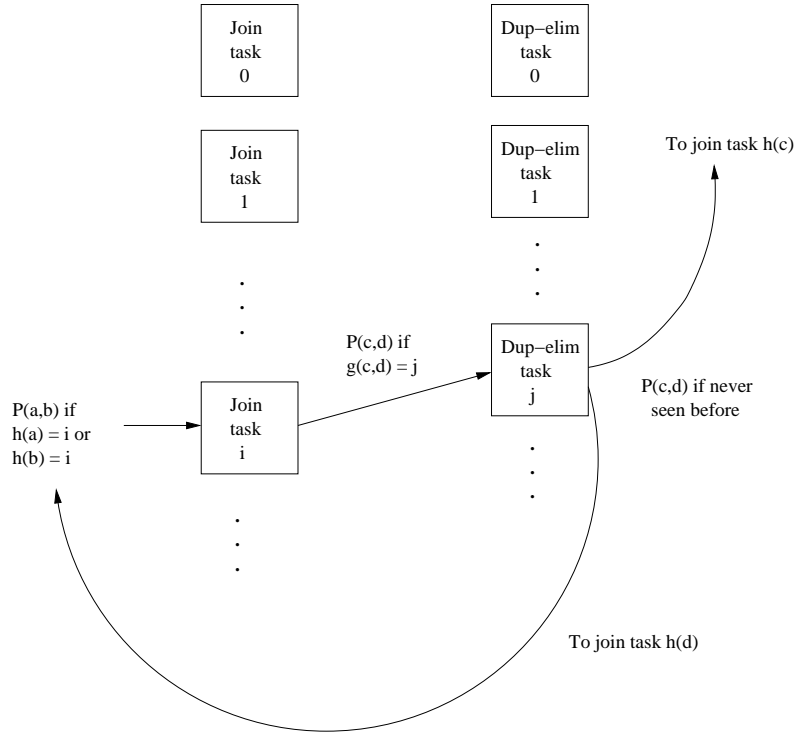 Join
task
0
Dup−elim
task
0
Join
task
1
Dup−elim
task
1
To join task h(c)
P(c,d) if
g(c,d) = j
Dup−elim
task
j
P(c,d) if never
seen before
P(a,b) if
h(a) = i or
h(b) = i
Join
task
i
To join task h(d)